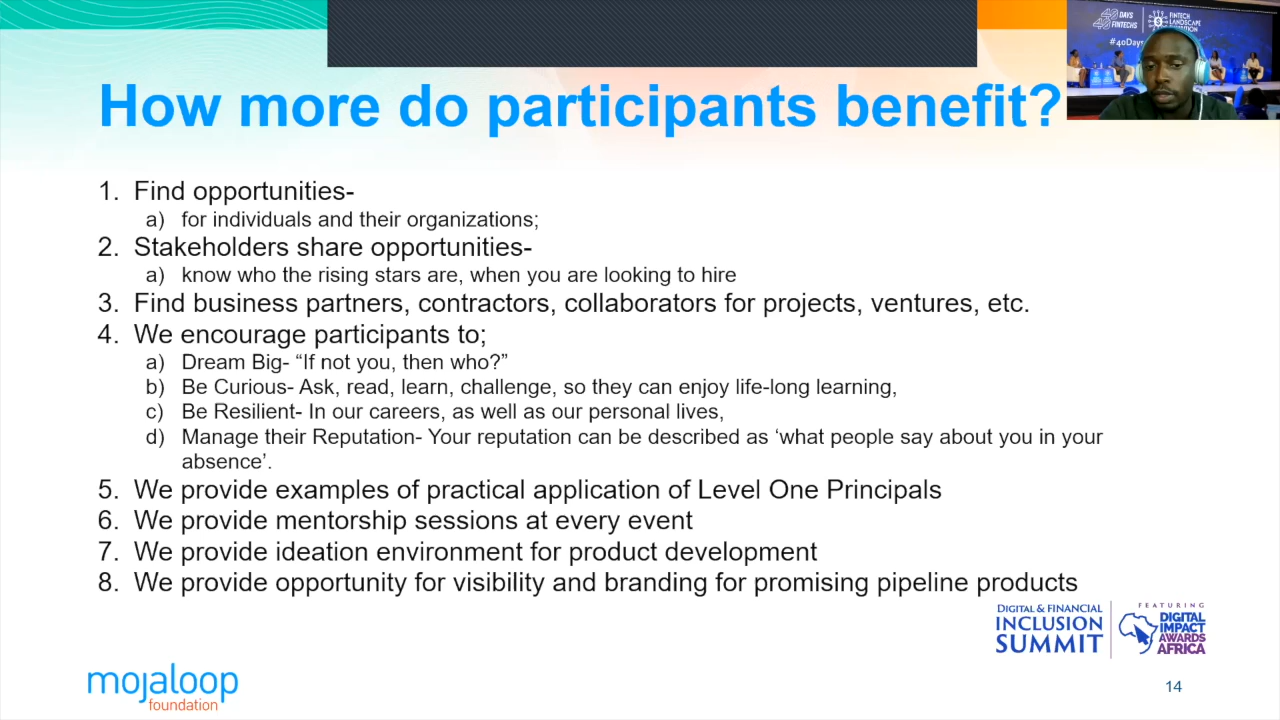 40 DAYS 40 FINTECHS
FINTECH LANDSCAPE
#40Day
How more do participants benefit?
1. Find opportunities-
a) for individuals and their organizations;
2. Stakeholders share opportunities-
a) know who the rising stars are, when you are looking to hire
3. Find business partners, contractors, collaborators for projects, ventures, etc.
4. We encourage participants to;
a) Dream Big- “If not you, then who?”
b) Be Curious- Ask, read, learn, challenge, so they can enjoy life-long learning,
c) Be Resilient- In our careers, as well as our personal lives,
d) Manage their Reputation- Your reputation can be described as ‘what people say about you in your
absence’.
5. We provide examples of practical application of Level One Principals
6. We provide mentorship sessions at every event
7. We provide ideation environment for product development
8. We provide opportunity for visibility and branding for promising pipeline products
DIGITAL & FINANCIAL
INCLUSION
SUMMIT
FEATURING
DIGITAL
IMPACT
AWARDS
AFRICA
mojaloop
foundation
14